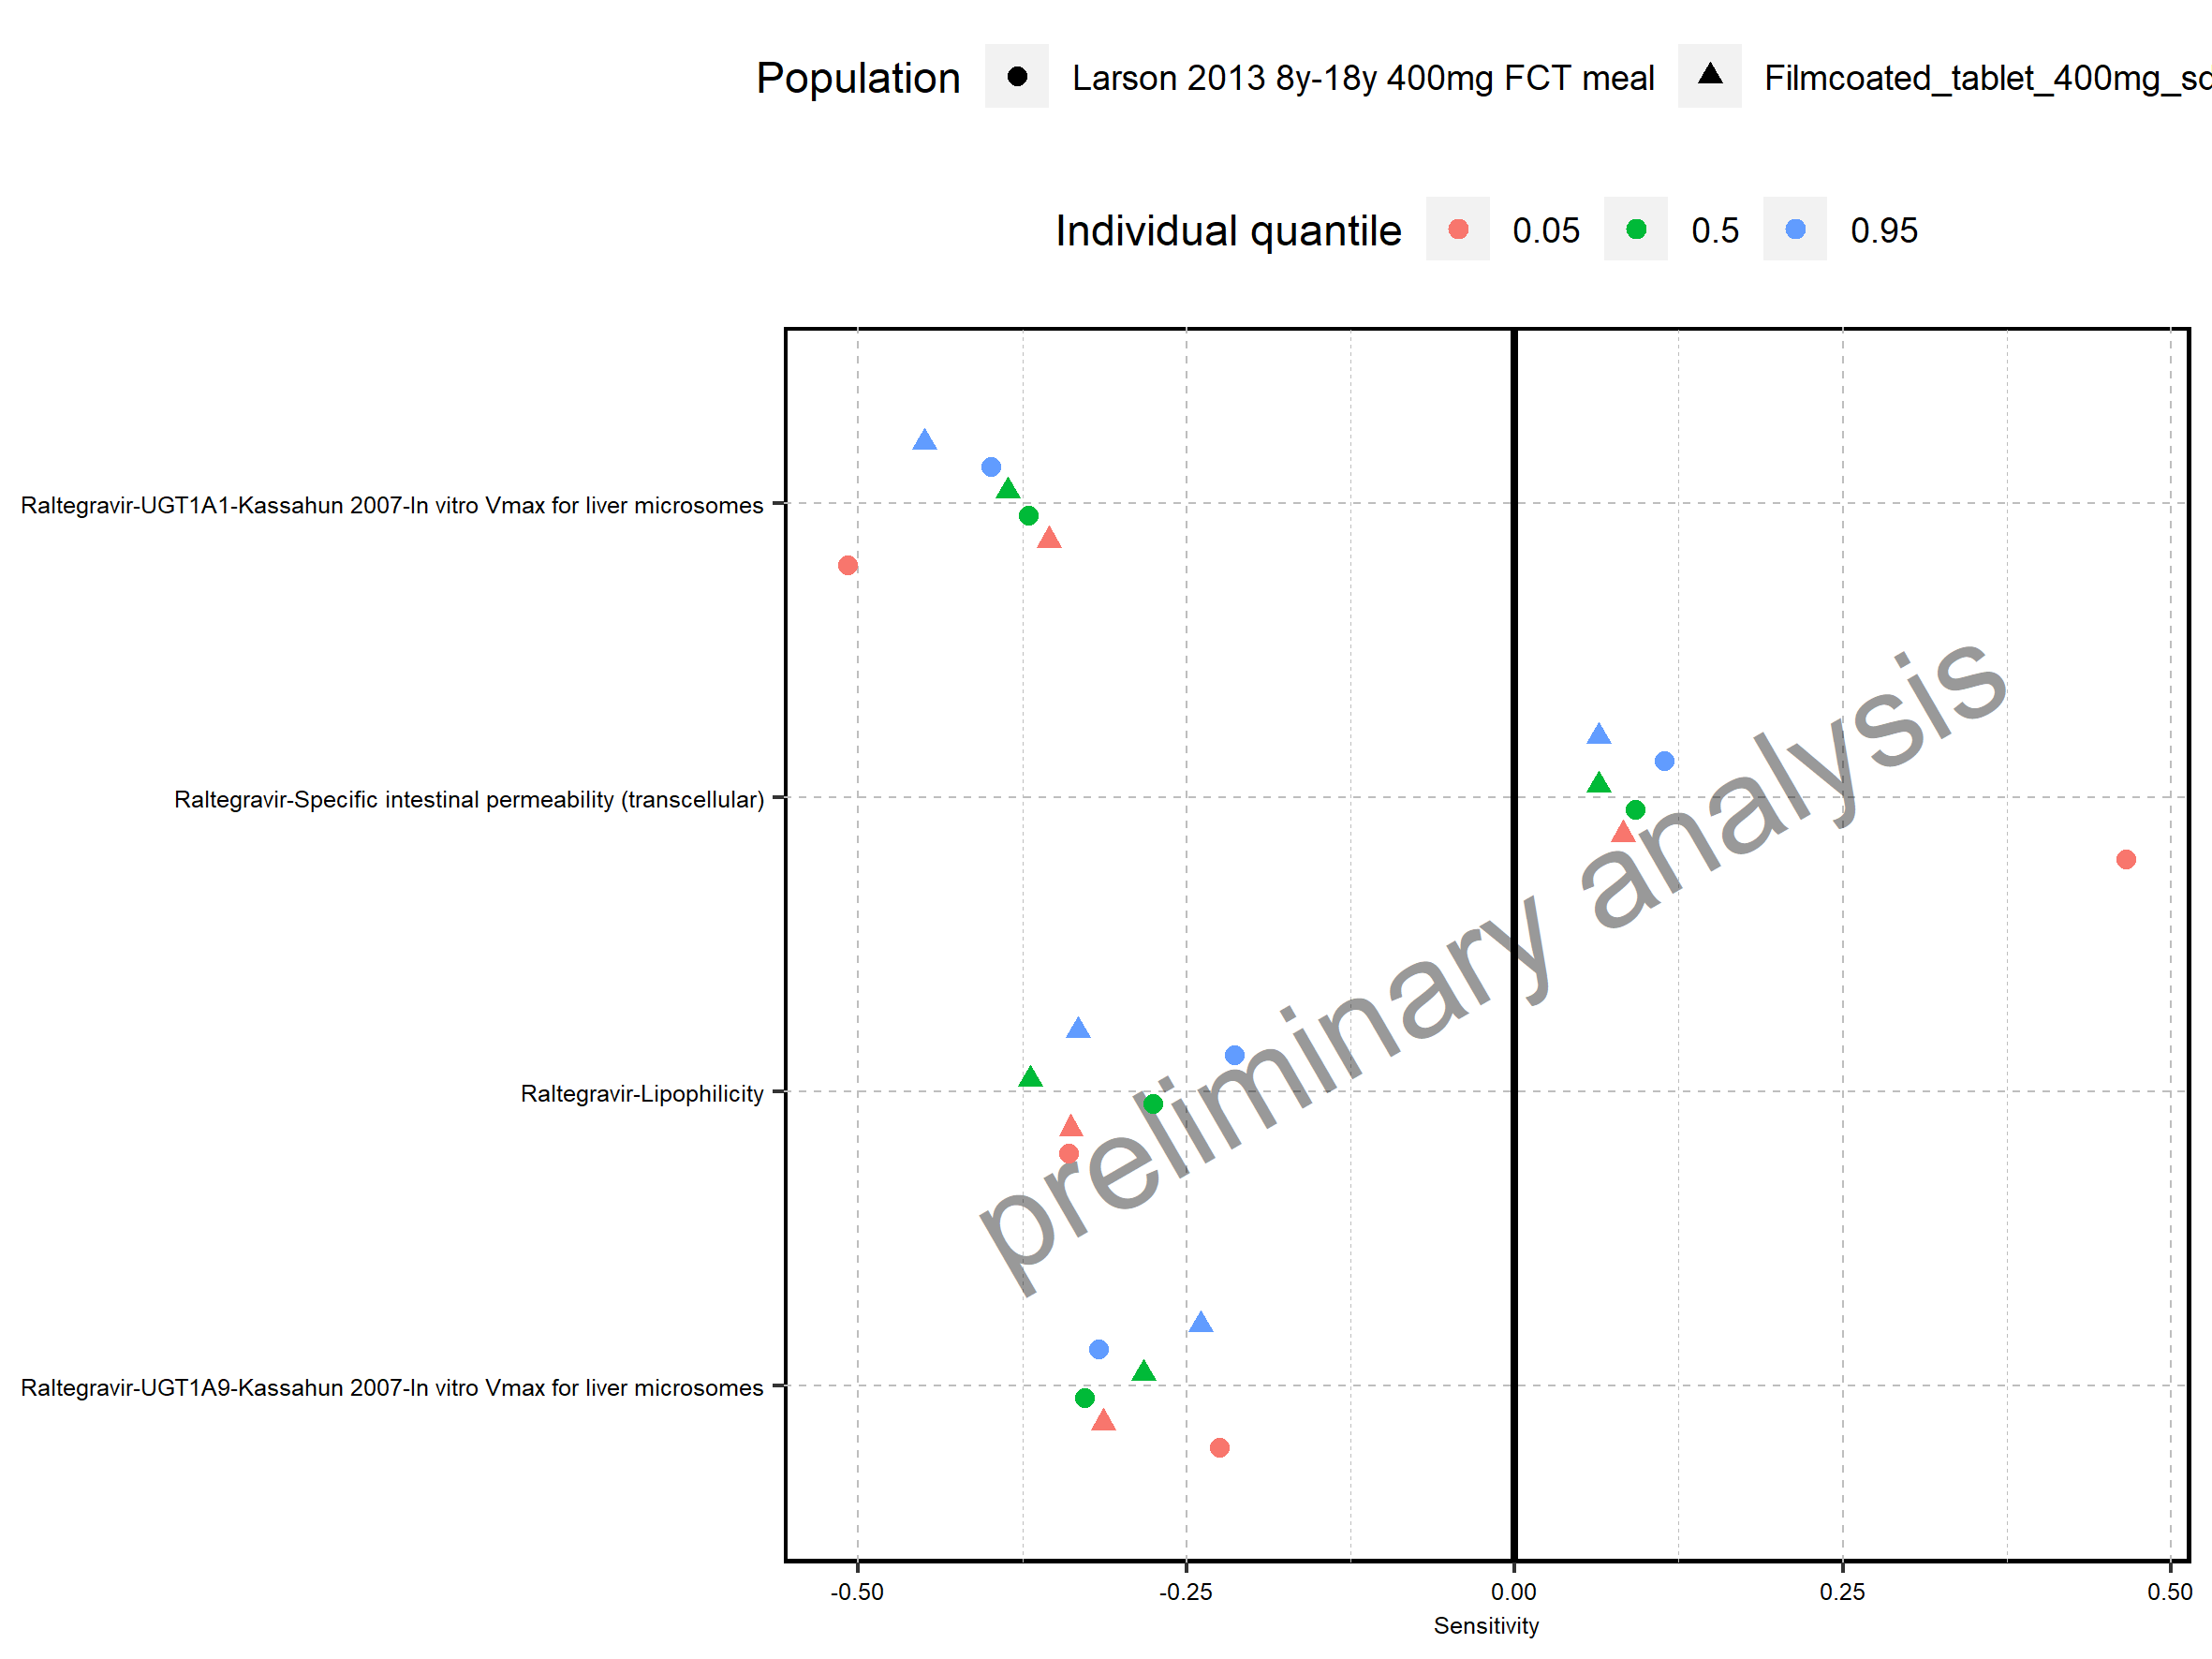 Population Larson 2013 8y-18y 400mg FCT meal Filmcoated_tablet_400mg_sd
Individual quantile 0.05 0.5 0.95
Raltegravir-UGT1A1-Kassahun 2007-In vitro Vmax for liver microsomes
Raltegravir-Specific intestinal permeability (transcellular)
Raltegravir-Lipophilicity
Raltegravir-UGT1A9-Kassahun 2007-In vitro Vmax for liver microsomes
preliminary analysis
-0.50 -0.25 0.00 0.25 0.50
Sensitivity